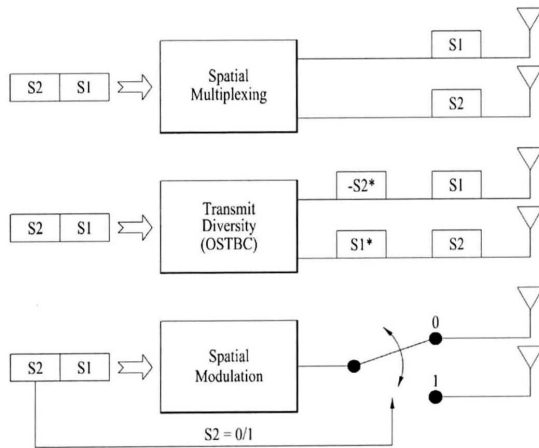 S2 S1
Spatial
Multiplexing
S1
S2
S2 S1
Transmit
Diversity
(OSTBC)
-S2* S1
S1* S2
S2 S1
Spatial
Modulation
0
1
S2 = 0/1